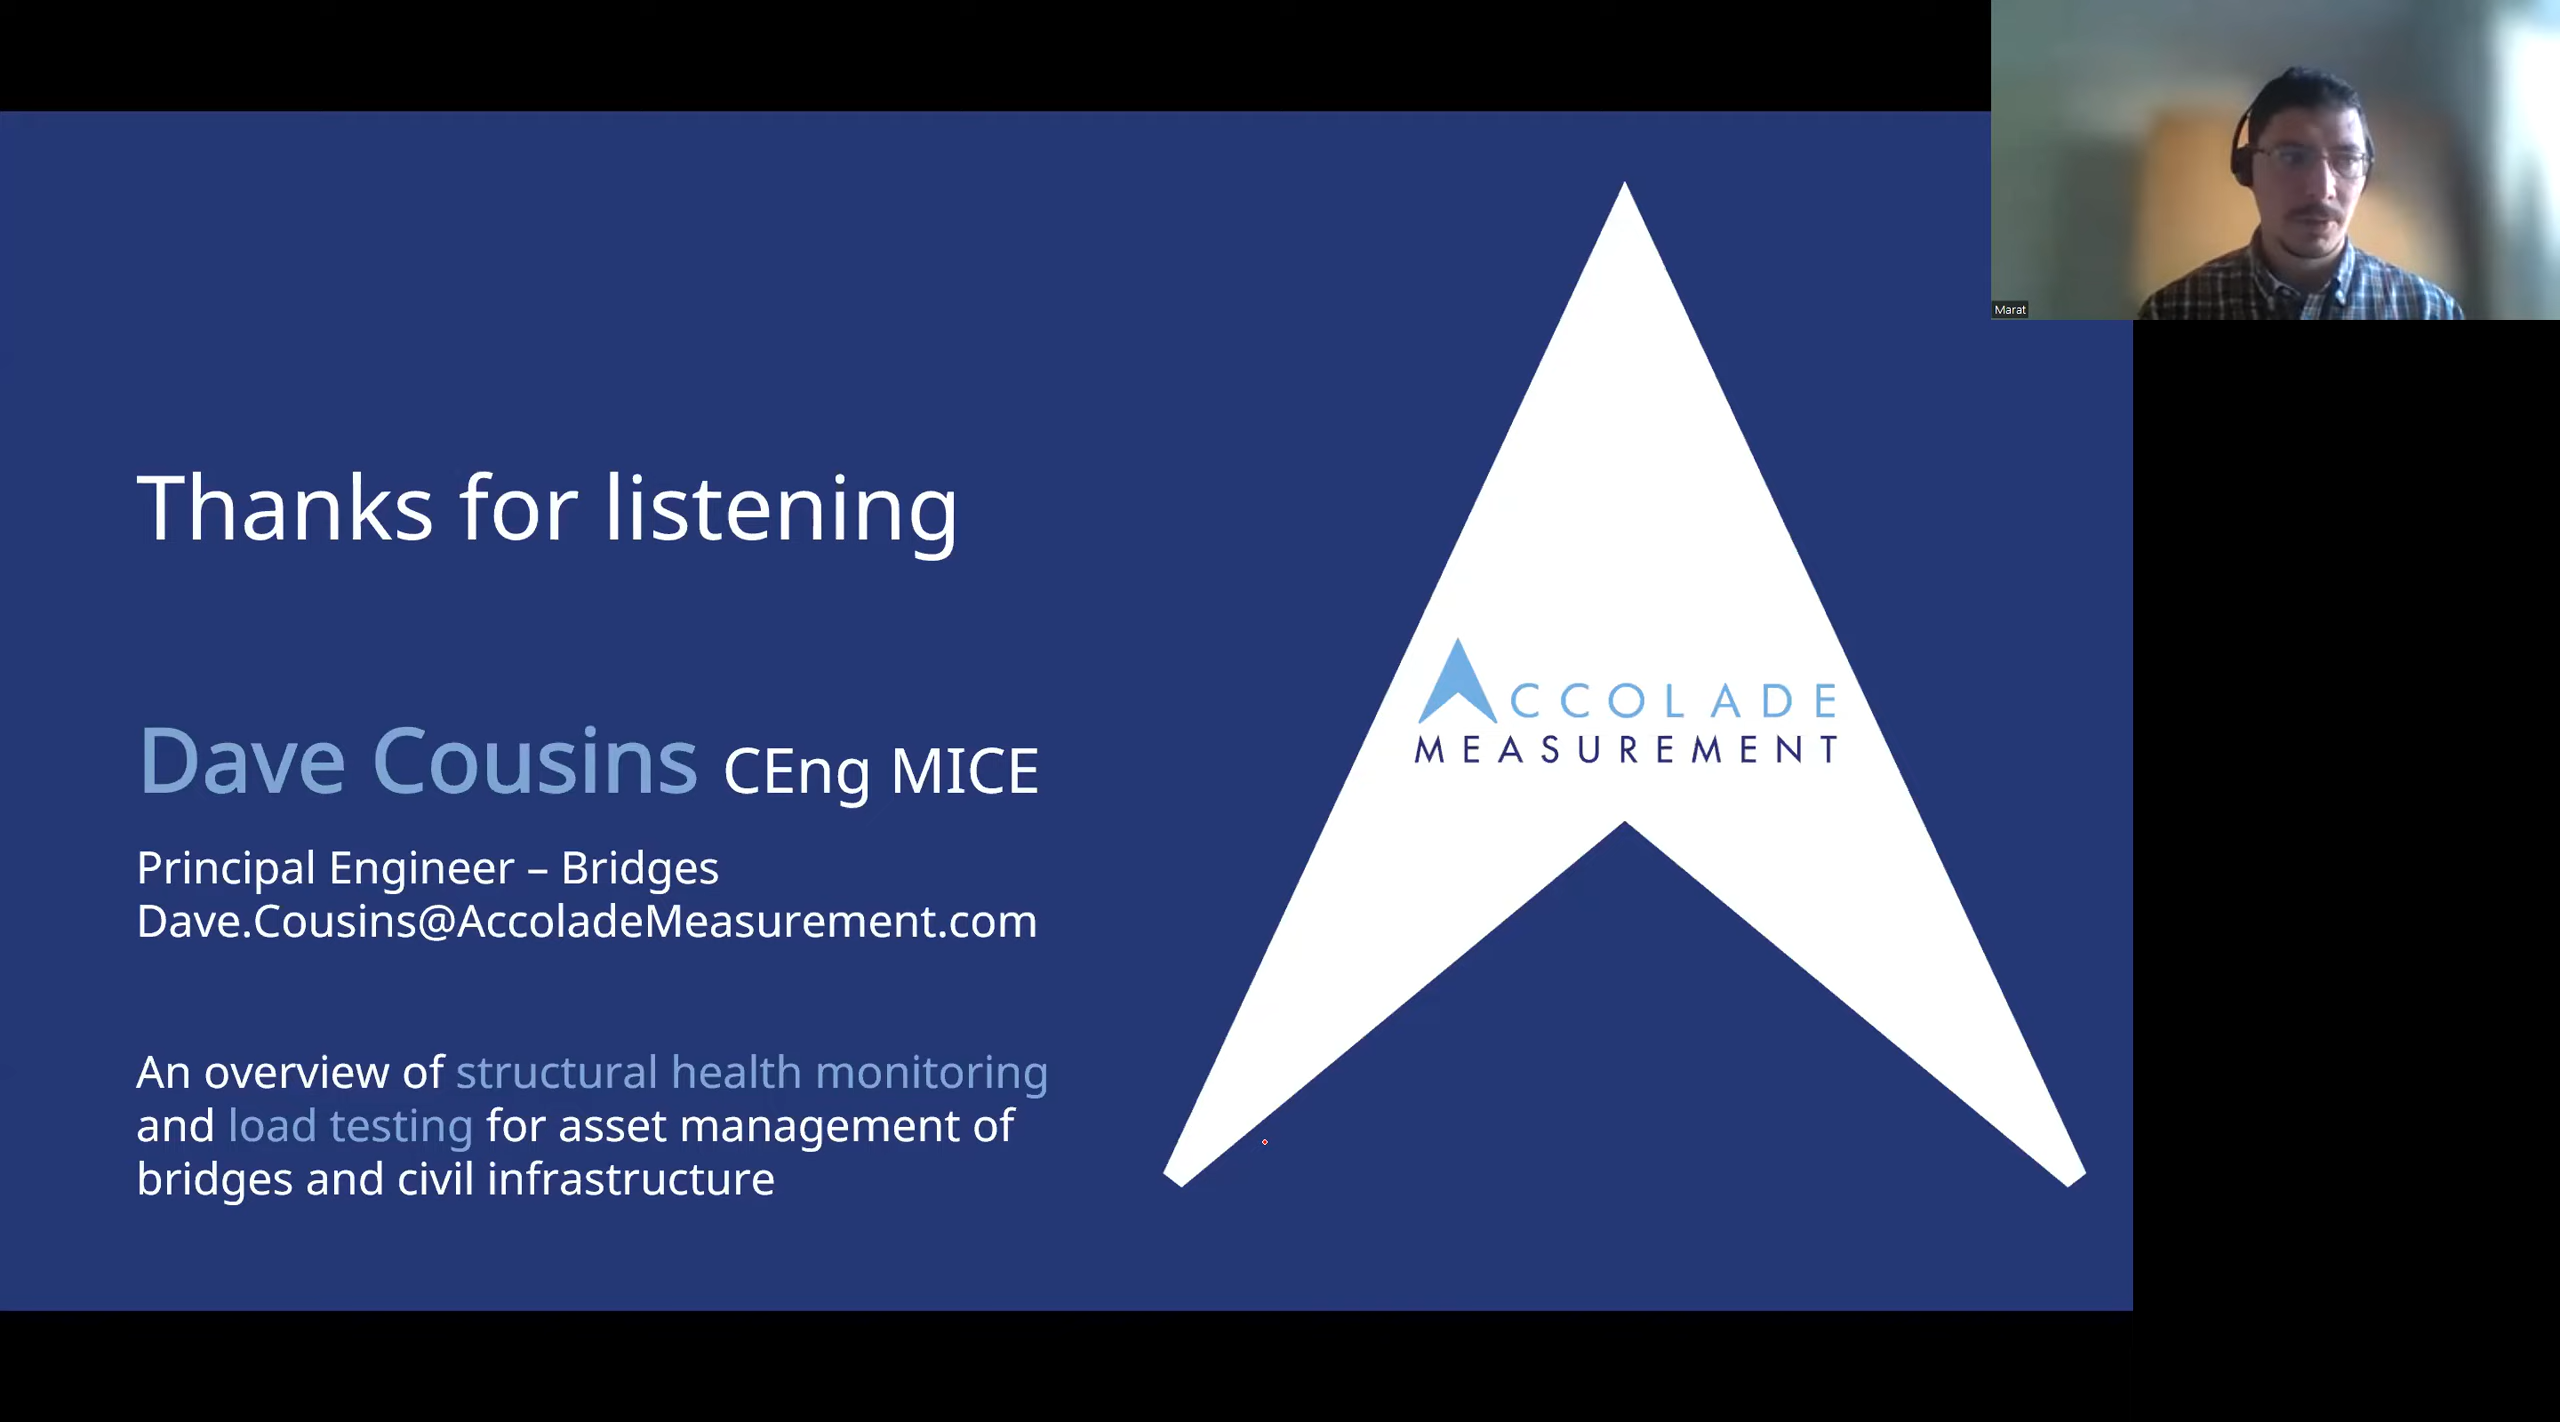 Thanks for listening
Dave Cousins CEng MICE
Principal Engineer – Bridges
Dave.Cousins@AccoladeMeasurement.com
An overview of structural health monitoring
and load testing for asset management of
bridges and civil infrastructure
ACCOLADE
MEASUREMENT
Marat